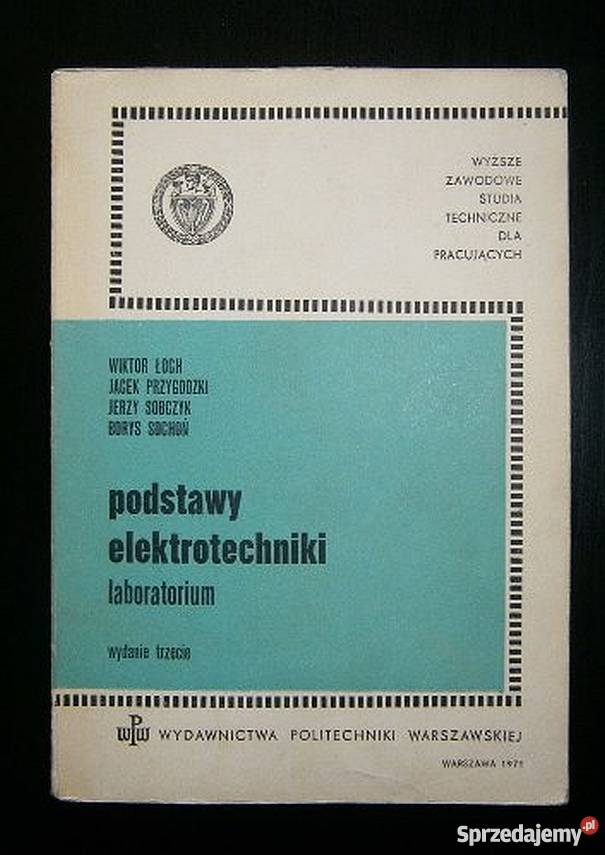 WYŻSZE
ZAWODOWE
STUDIA
TECHNICZNE
DLA
PRACUJĄCYCH
WIKTOR ŁOCH
JACEK PRZYGODZKI
JERZY SOBCZYK
BORYS SOCHOŃ
podstawy
elektrotechniki
laboratorium
wydanie trzecie
WPW WYDAWNICTWA POLITECHNIKI WARSZAWSKIEJ
WARSZAWA 1971
Sprzedajemy.pl